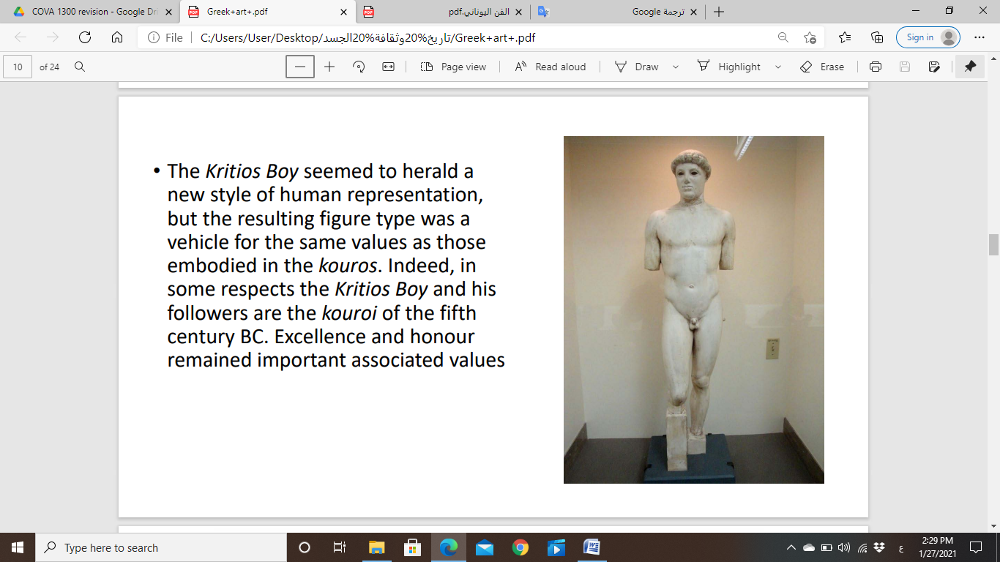 COVA 1300 revision - Google Dri
Greek+art+.pdf
الفن اليوناني.pdf
ترجمة Google
File
C:/Users/User/Desktop/تاريخ%20وثقافة%20الجسد/Greek+art+.pdf
Sign in
10
of 24
Page view
Read aloud
Draw
Highlight
Erase
• The Kritios Boy seemed to herald a
new style of human representation,
but the resulting figure type was a
vehicle for the same values as those
embodied in the kouros. Indeed, in
some respects the Kritios Boy and his
followers are the kouroi of the fifth
century BC. Excellence and honour
remained important associated values
Type here to search
ع
2:29 PM
1/27/2021